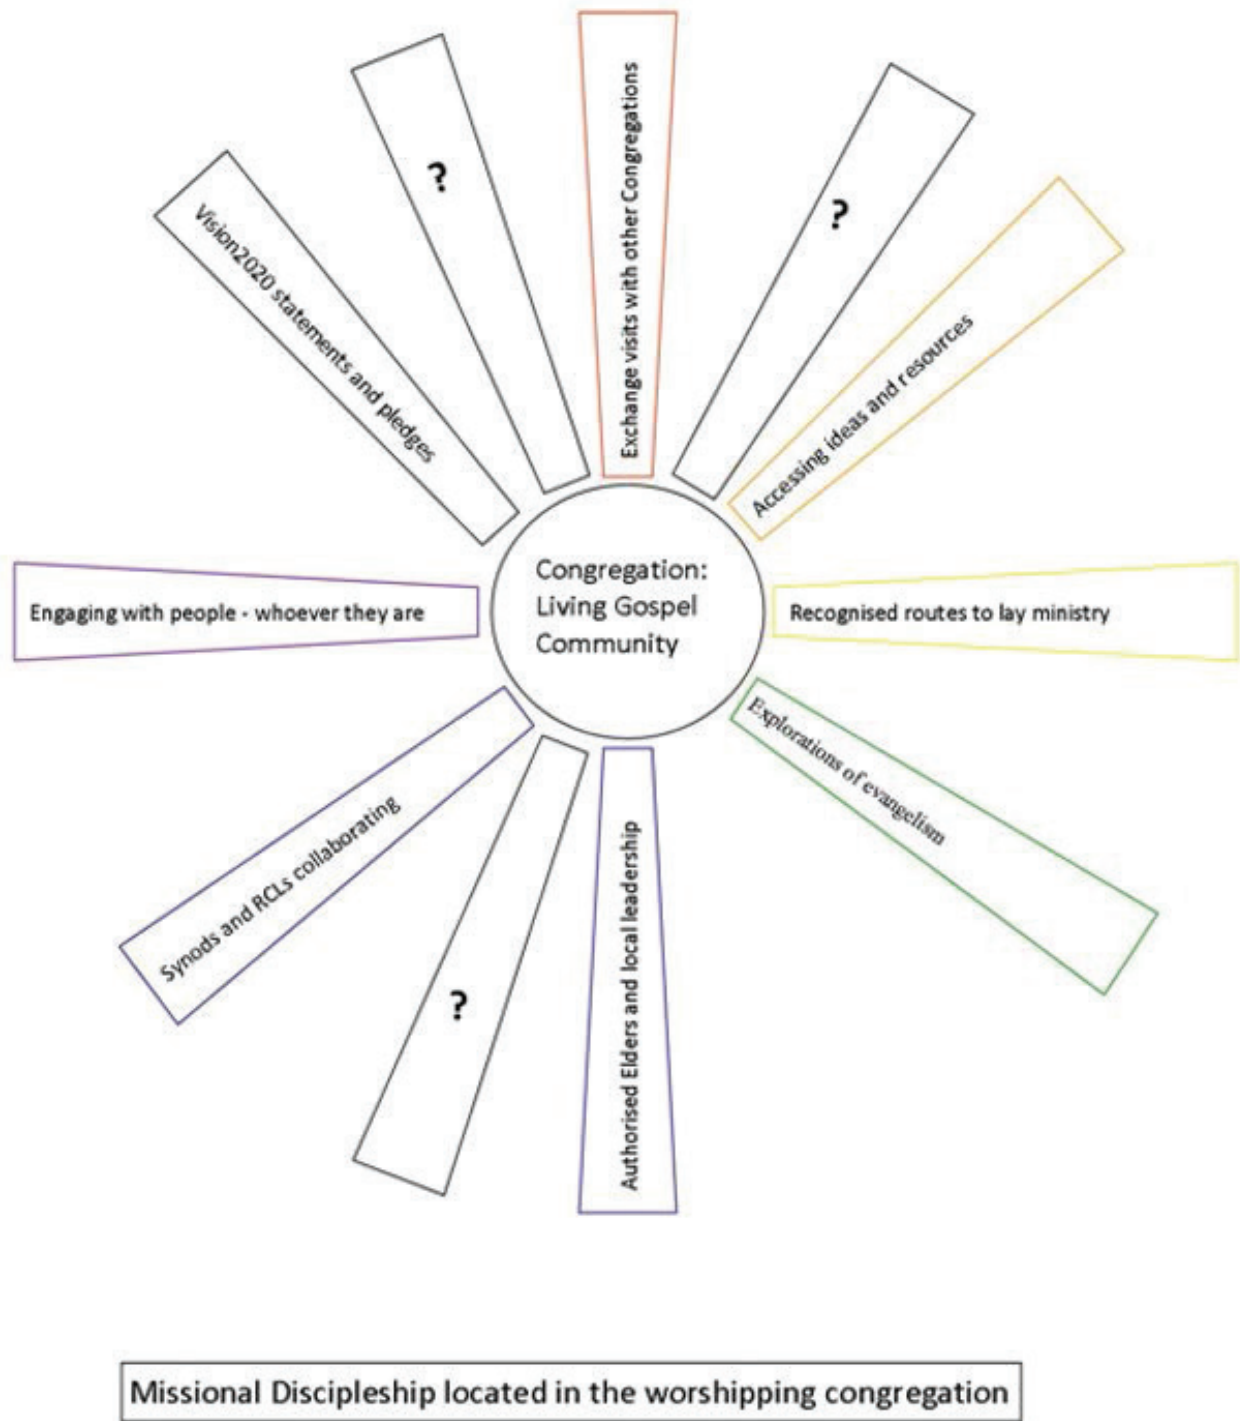 Exchange visits with other Congregations
?
Accessing ideas and resources
Recognised routes to lay ministry
Explorations of evangelism
Authorised Elders and local leadership
?
Synods and RCLs collaborating
Engaging with people - whoever they are
Vision2020 statements and pledges
?
Congregation:
Living Gospel
Community
Missional Discipleship located in the worshipping congregation